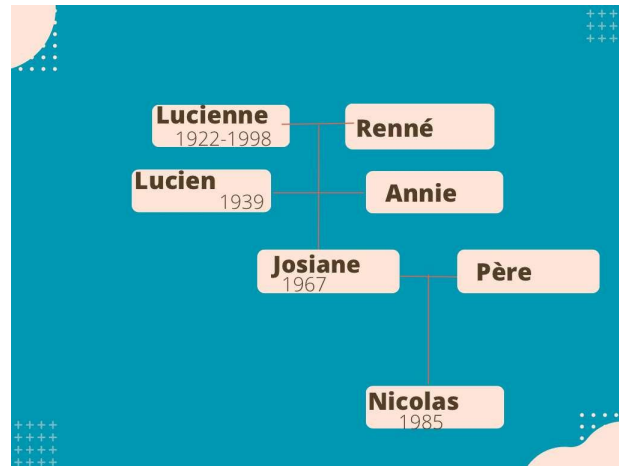 Lucienne
1922-1998
Renné
Lucien
1939
Annie
Josiane
1967
Père
Nicolas
1985